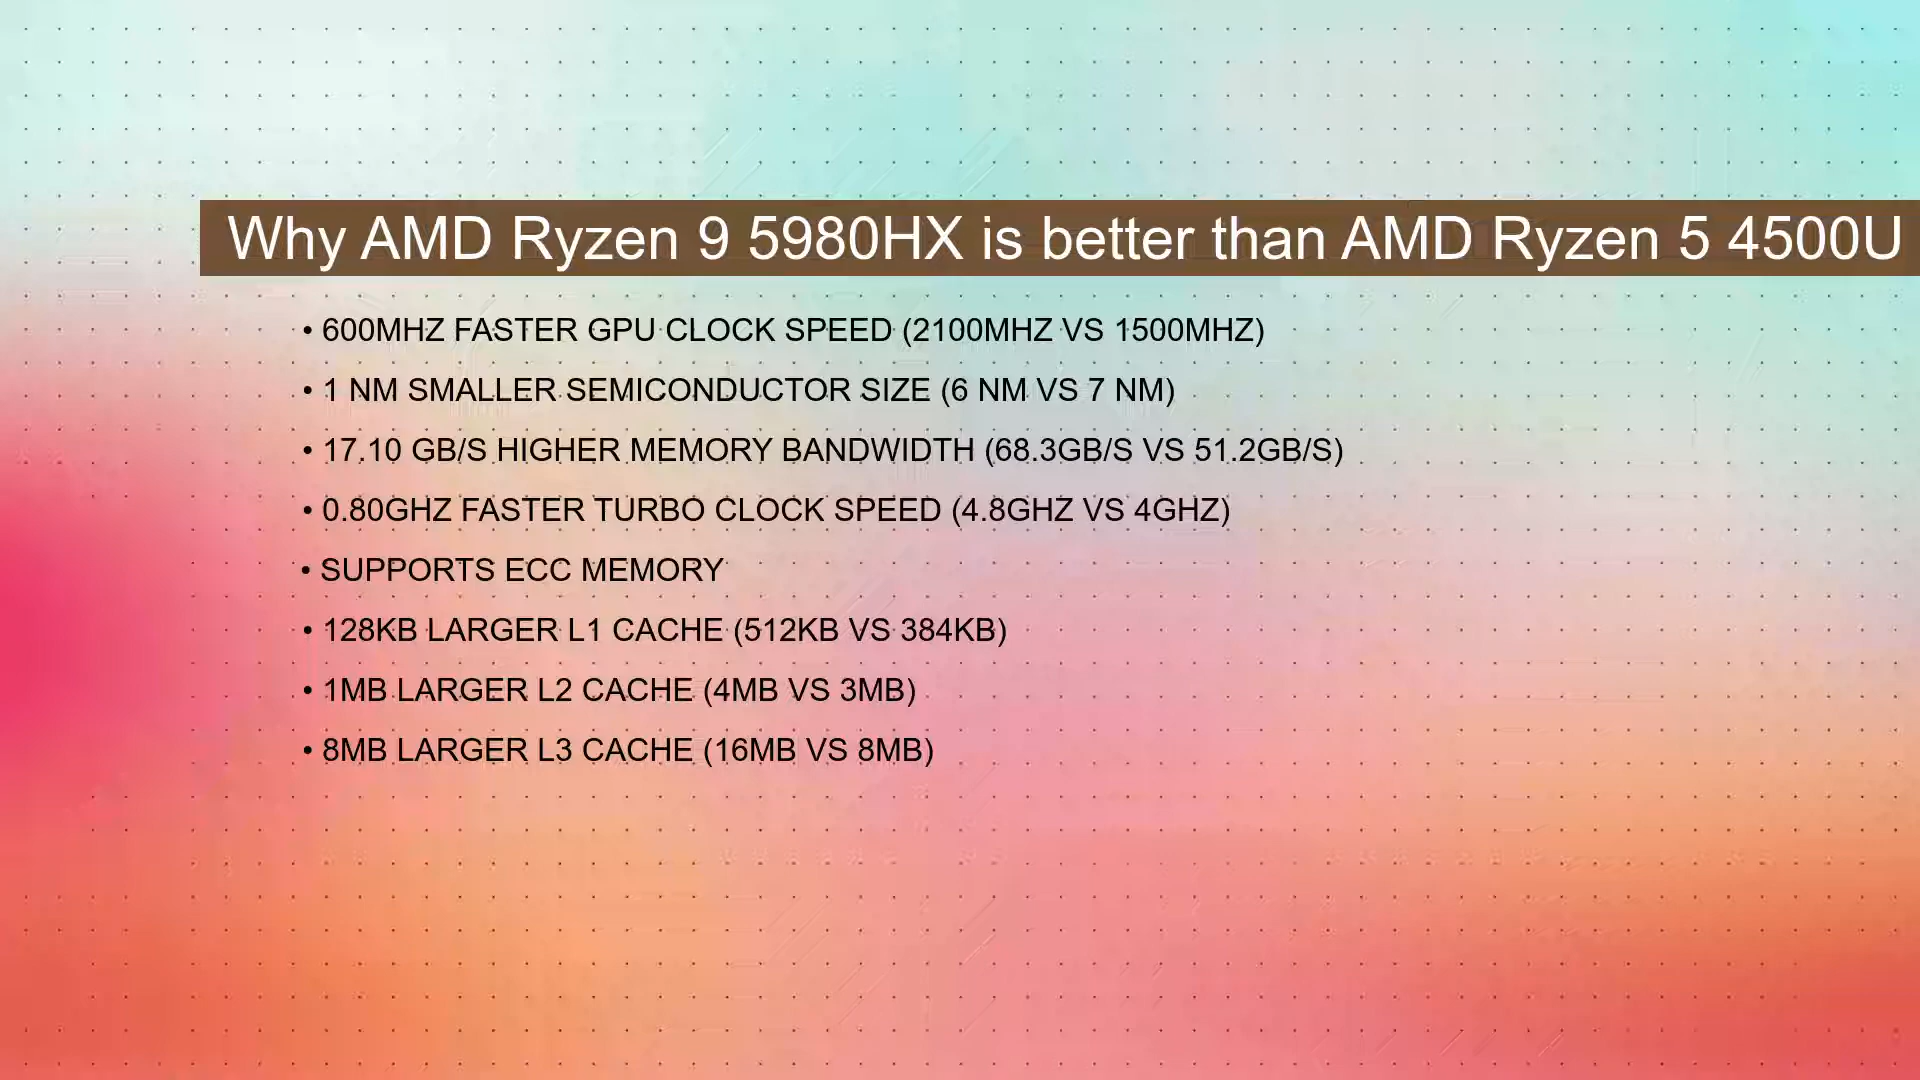 Why AMD Ryzen 9 5980HX is better than AMD Ryzen 5 4500U
• 600MHZ FASTER GPU CLOCK SPEED (2100MHZ VS 1500MHZ)
• 1 NM SMALLER SEMICONDUCTOR SIZE (6 NM VS 7 NM)
• 17.10 GB/S HIGHER MEMORY BANDWIDTH (68.3GB/S VS 51.2GB/S)
• 0.80GHZ FASTER TURBO CLOCK SPEED (4.8GHZ VS 4GHZ)
• SUPPORTS ECC MEMORY
• 128KB LARGER L1 CACHE (512KB VS 384KB)
• 1MB LARGER L2 CACHE (4MB VS 3MB)
• 8MB LARGER L3 CACHE (16MB VS 8MB)